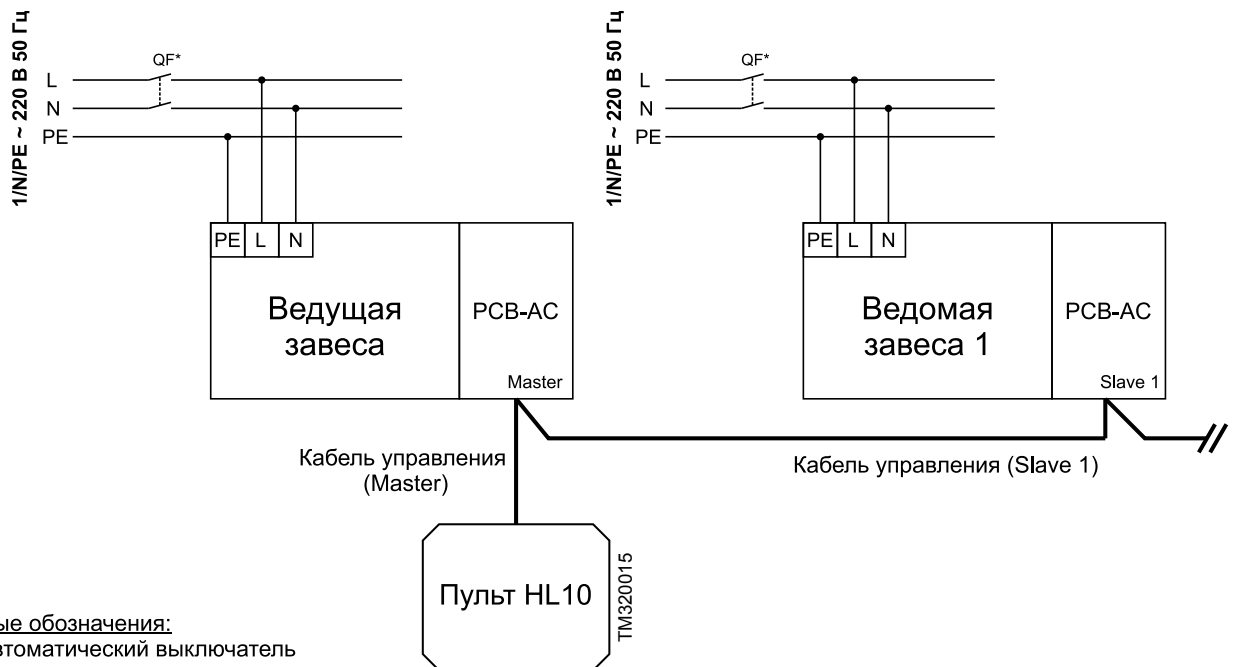 1/N/PE ~ 220 В 50 Гц
QF*
L
N
PE
PE L N
Ведущая
завеса
PCB-AC
Master
1/N/PE ~ 220 В 50 Гц
QF*
L
N
PE
PE L N
Ведомая
завеса 1
PCB-AC
Slave 1
Кабель управления
(Master)
Кабель управления (Slave 1)
Пульт HL10
TM320015
ые обозначения:
втоматический выключатель